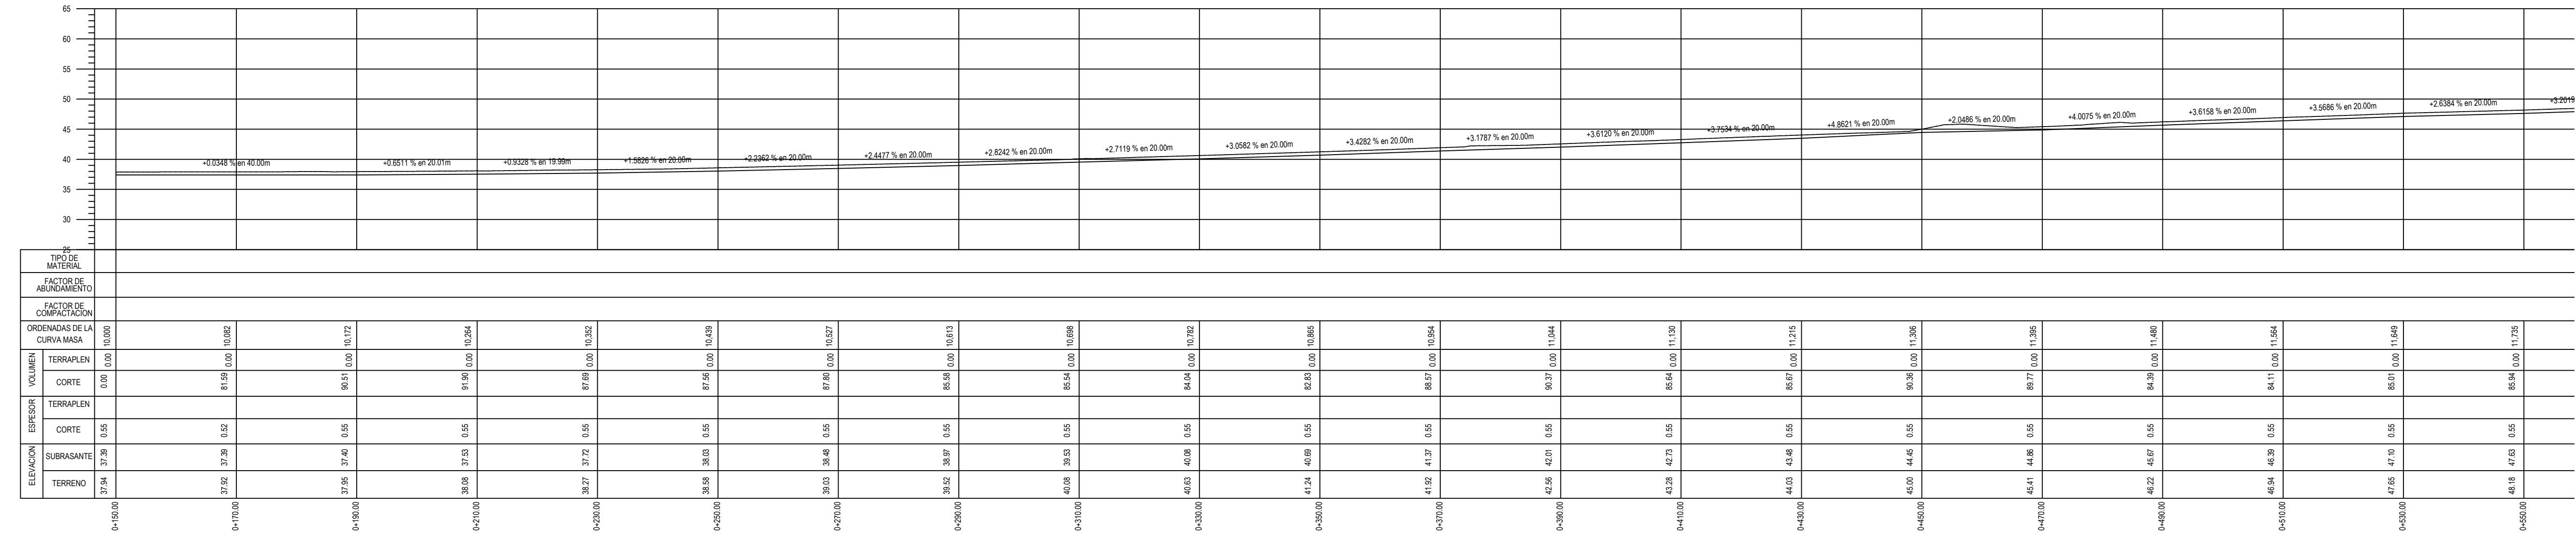 65
60
55
50
45
40
35
30
25
+0.0348 % en 40.00m
+0.6511 % en 20.01m
+0.9328 % en 19.99m
+1.5826 % en 20.00m
+2.2362 % en 20.00m
+2.4477 % en 20.00m
+2.8242 % en 20.00m
+2.7119 % en 20.00m
+3.0582 % en 20.00m
+3.4282 % en 20.00m
+3.1787 % en 20.00m
+3.6120 % en 20.00m
+3.7534 % en 20.00m
+4.8621 % en 20.00m
+2.0486 % en 20.00m
+4.0075 % en 20.00m
+3.6158 % en 20.00m
+3.5686 % en 20.00m
+2.6384 % en 20.00m
+3.2019
TIPO DE
MATERIAL
FACTOR DE
ABUNDAMIENTO
FACTOR DE
COMPACTACION
ORDENADAS DE LA
CURVA MASA
10,000 10,082 10,172 10,264 10,352 10,439 10,527 10,613 10,698 10,782 10,865 10,954 11,044 11,130 11,215 11,306 11,395 11,480 11,564 11,649 11,735
VOLUMEN
TERRAPLEN 0.00 0.00 0.00 0.00 0.00 0.00 0.00 0.00 0.00 0.00 0.00 0.00 0.00 0.00 0.00 0.00 0.00 0.00 0.00 0.00 0.00
CORTE 0.00 81.59 90.51 91.90 87.69 87.56 87.80 85.58 85.54 84.04 82.83 88.57 90.37 85.64 85.67 90.36 89.77 84.39 84.11 85.01 85.94
ESPESOR
TERRAPLEN
CORTE 0.55 0.52 0.55 0.55 0.55 0.55 0.55 0.55 0.55 0.55 0.55 0.55 0.55 0.55 0.55 0.55 0.55 0.55 0.55 0.55 0.55
ELEVACION
SUBRASANTE 37.39 37.39 37.40 37.53 37.72 38.03 38.48 38.97 39.53 40.08 40.69 41.37 42.01 42.73 43.48 44.45 44.86 45.67 46.39 47.10 47.63
TERRENO 37.94 37.92 37.95 38.08 38.27 38.58 39.03 39.52 40.08 40.63 41.24 41.92 42.56 43.28 44.03 45.00 45.41 46.22 46.94 47.65 48.18
0+150.00 0+170.00 0+190.00 0+210.00 0+230.00 0+250.00 0+270.00 0+290.00 0+310.00 0+330.00 0+350.00 0+370.00 0+390.00 0+410.00 0+430.00 0+450.00 0+470.00 0+490.00 0+510.00 0+530.00 0+550.00